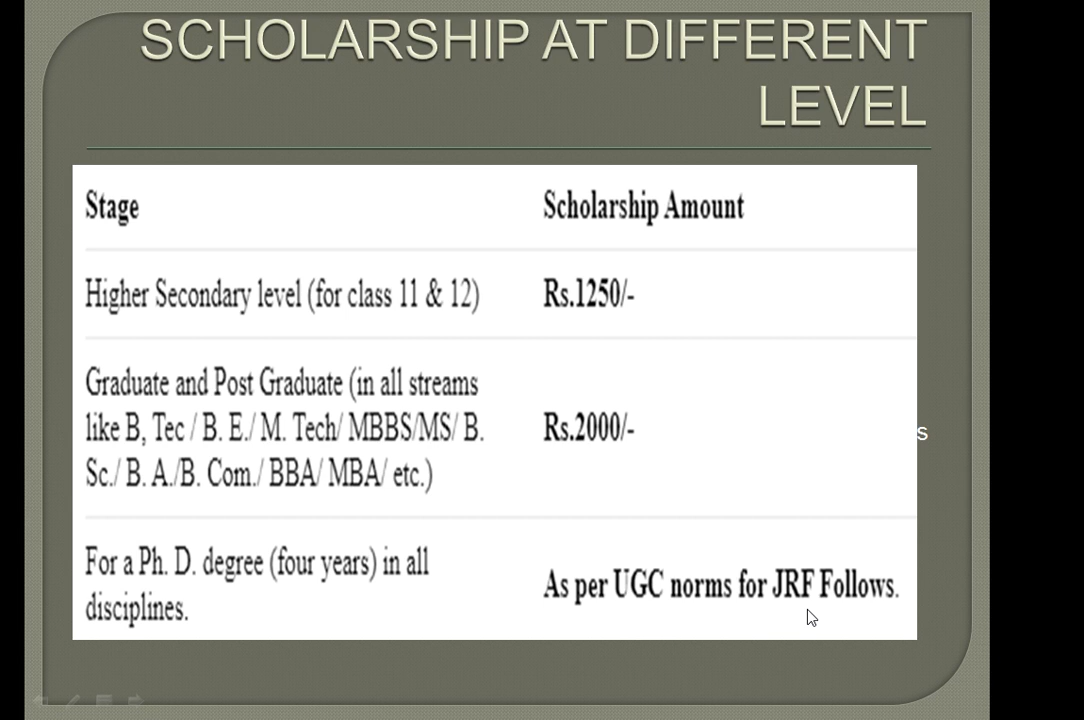 SCHOLARSHIP AT DIFFERENT
LEVEL
Stage Scholarship Amount
Higher Secondary level (for class 11 & 12) Rs.1250/-
Graduate and Post Graduate (in all streams
like B, Tec / B. E./ M. Tech/ MBBS/MS/ B. Rs.2000/-
Sc./ B. A./B. Com./ BBA/ MBA/ etc.)
For a Ph. D. degree (four years) in all
disciplines.
As per UGC norms for JRF Follows.
s